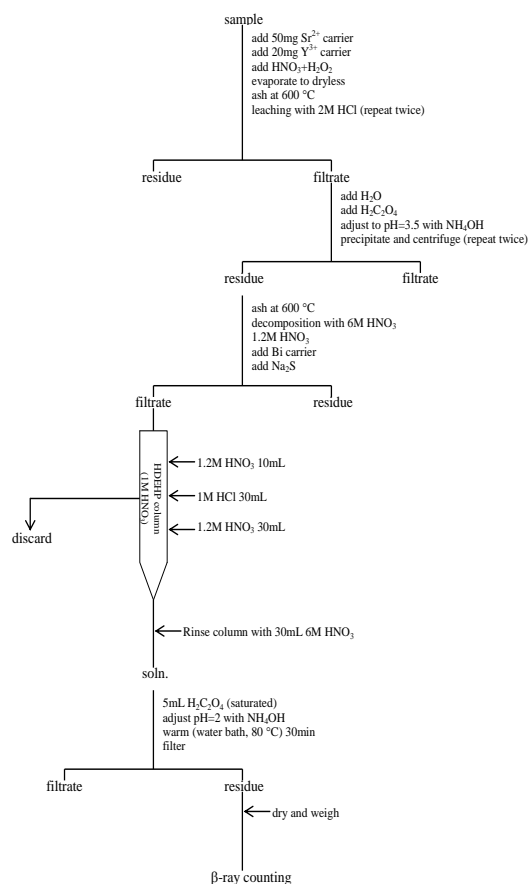 sample
add 50mg Sr²⁺ carrier
add 20mg Y³⁺ carrier
add HNO₃+H₂O₂
evaporate to dryless
ash at 600 °C
leaching with 2M HCl (repeat twice)
residue
filtrate
add H₂O
add H₂C₂O₄
adjust to pH=3.5 with NH₄OH
precipitate and centrifuge (repeat twice)
residue
filtrate
ash at 600 °C
decomposition with 6M HNO₃
1.2M HNO₃
add Bi carrier
add Na₂S
filtrate
residue
HDEHP column
(1M HNO₃)
1.2M HNO₃ 10mL
1M HCl 30mL
1.2M HNO₃ 30mL
discard
Rinse column with 30mL 6M HNO₃
soln.
5mL H₂C₂O₄ (saturated)
adjust pH=2 with NH₄OH
warm (water bath, 80 °C) 30min
filter
filtrate
residue
dry and weigh
β-ray counting